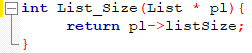 int List_Size(List * pl){
return pl->listSize;
}